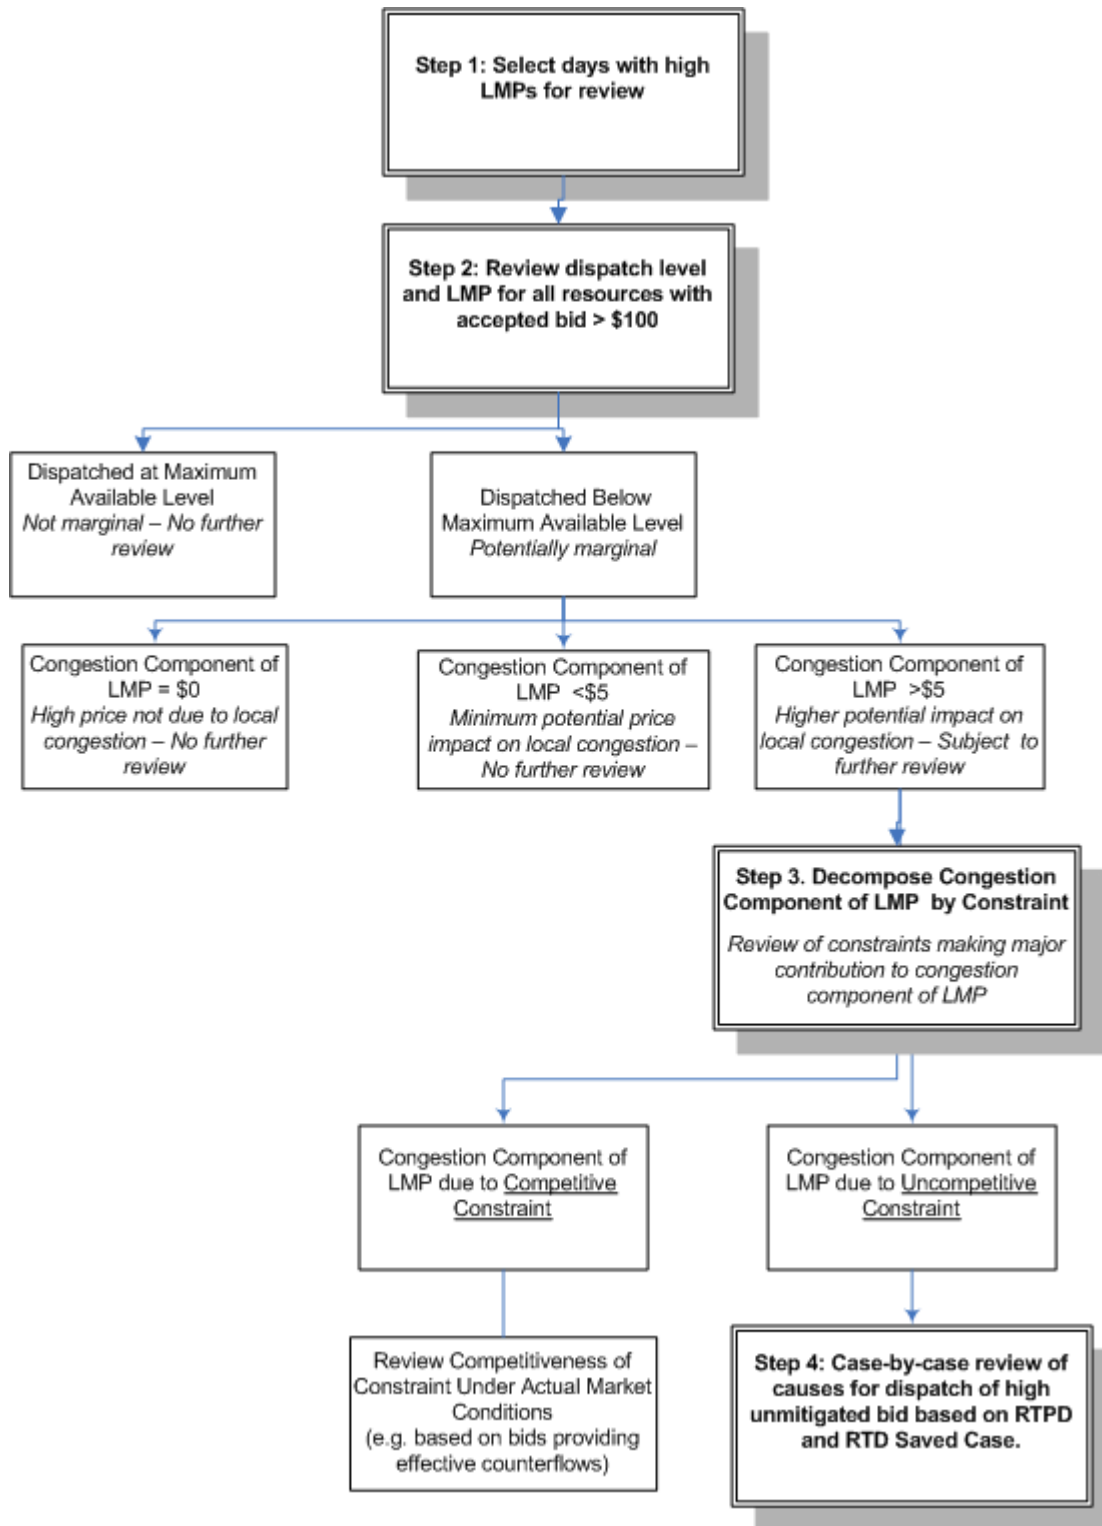 Step 1: Select days with high
LMPs for review
Step 2: Review dispatch level
and LMP for all resources with
accepted bid > $100
Dispatched at Maximum
Available Level
Not marginal – No further
review
Dispatched Below
Maximum Available Level
Potentially marginal
Congestion Component of
LMP = $0
High price not due to local
congestion – No further
review
Congestion Component of
LMP <$5
Minimum potential price
impact on local congestion –
No further review
Congestion Component of
LMP >$5
Higher potential impact on
local congestion – Subject to
further review
Step 3. Decompose Congestion
Component of LMP by Constraint
Review of constraints making major
contribution to congestion
component of LMP
Congestion Component of
LMP due to Competitive
Constraint
Congestion Component of
LMP due to Uncompetitive
Constraint
Review Competitiveness of
Constraint Under Actual Market
Conditions
(e.g. based on bids providing
effective counterflows)
Step 4: Case-by-case review of
causes for dispatch of high
unmitigated bid based on RTPD
and RTD Saved Case.